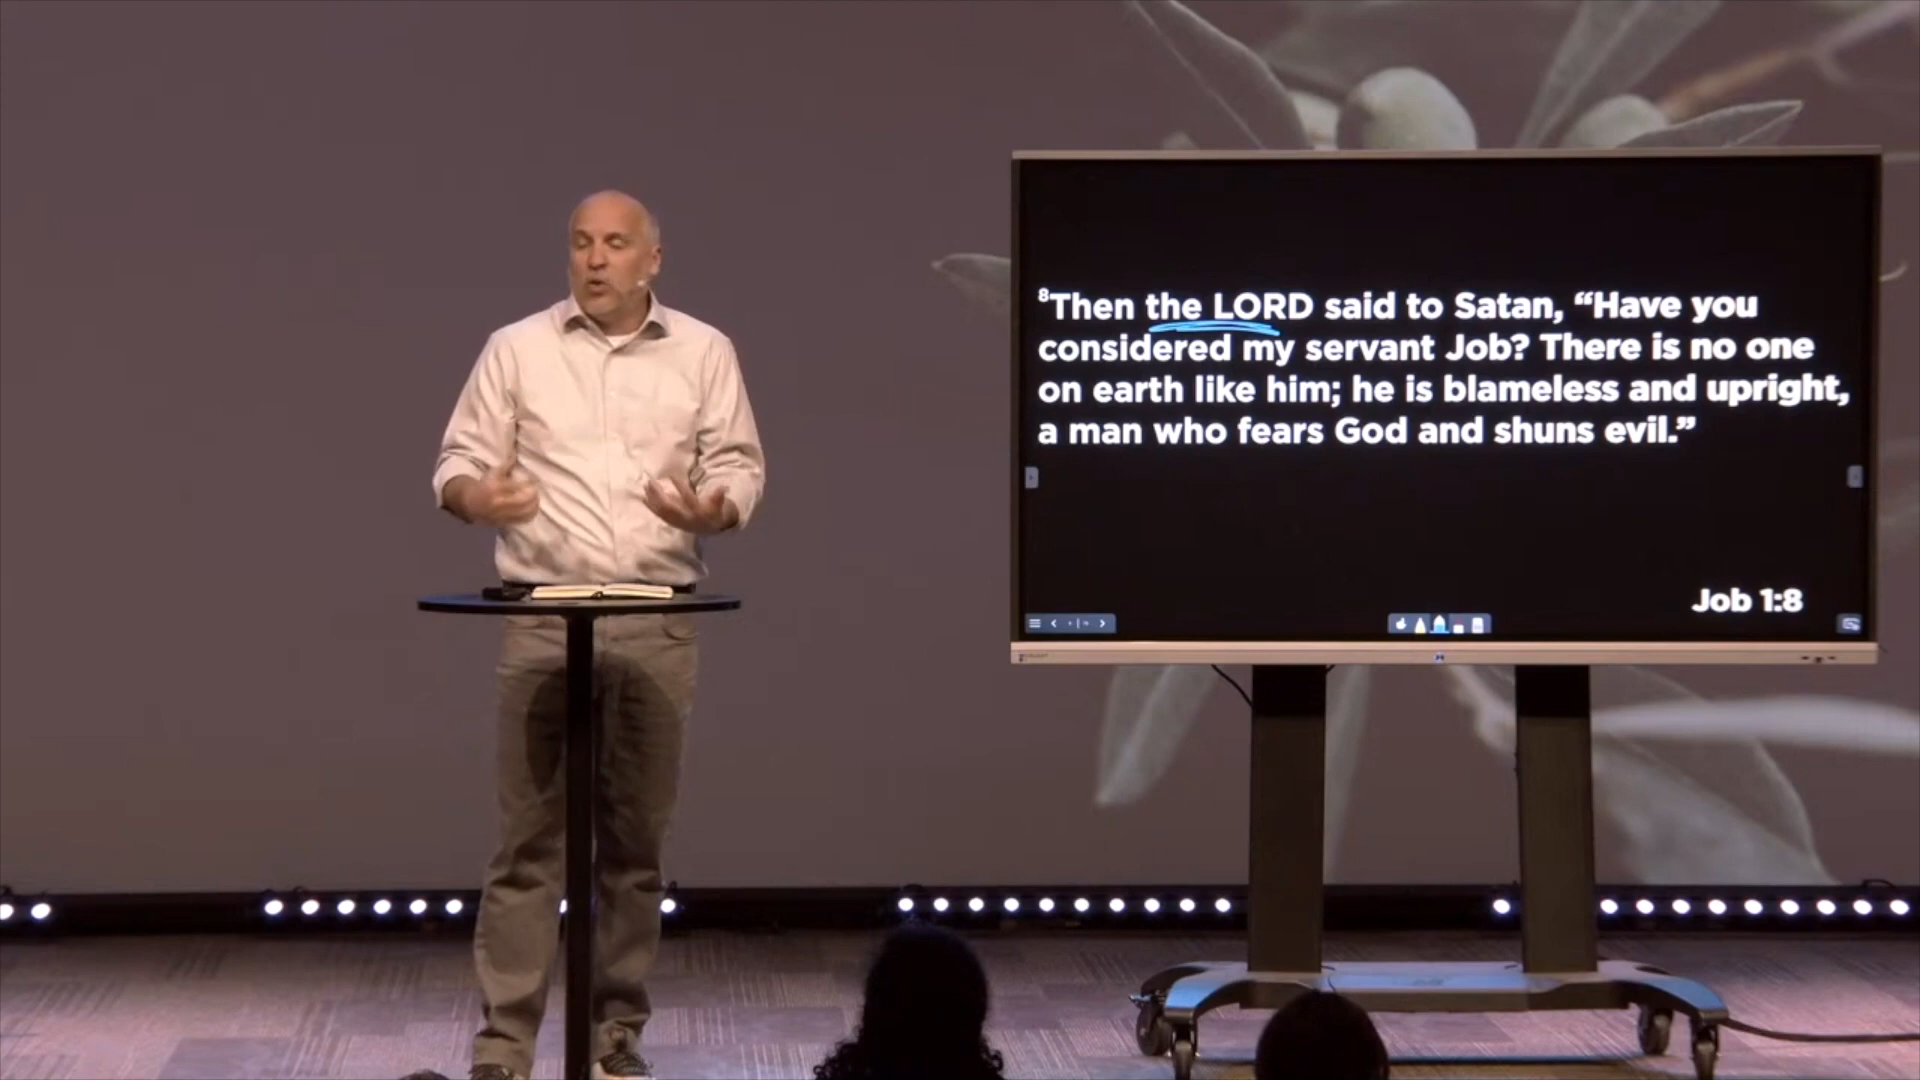 ⁸Then the LORD said to Satan, “Have you
considered my servant Job? There is no one
on earth like him; he is blameless and upright,
a man who fears God and shuns evil.”
Job 1:8